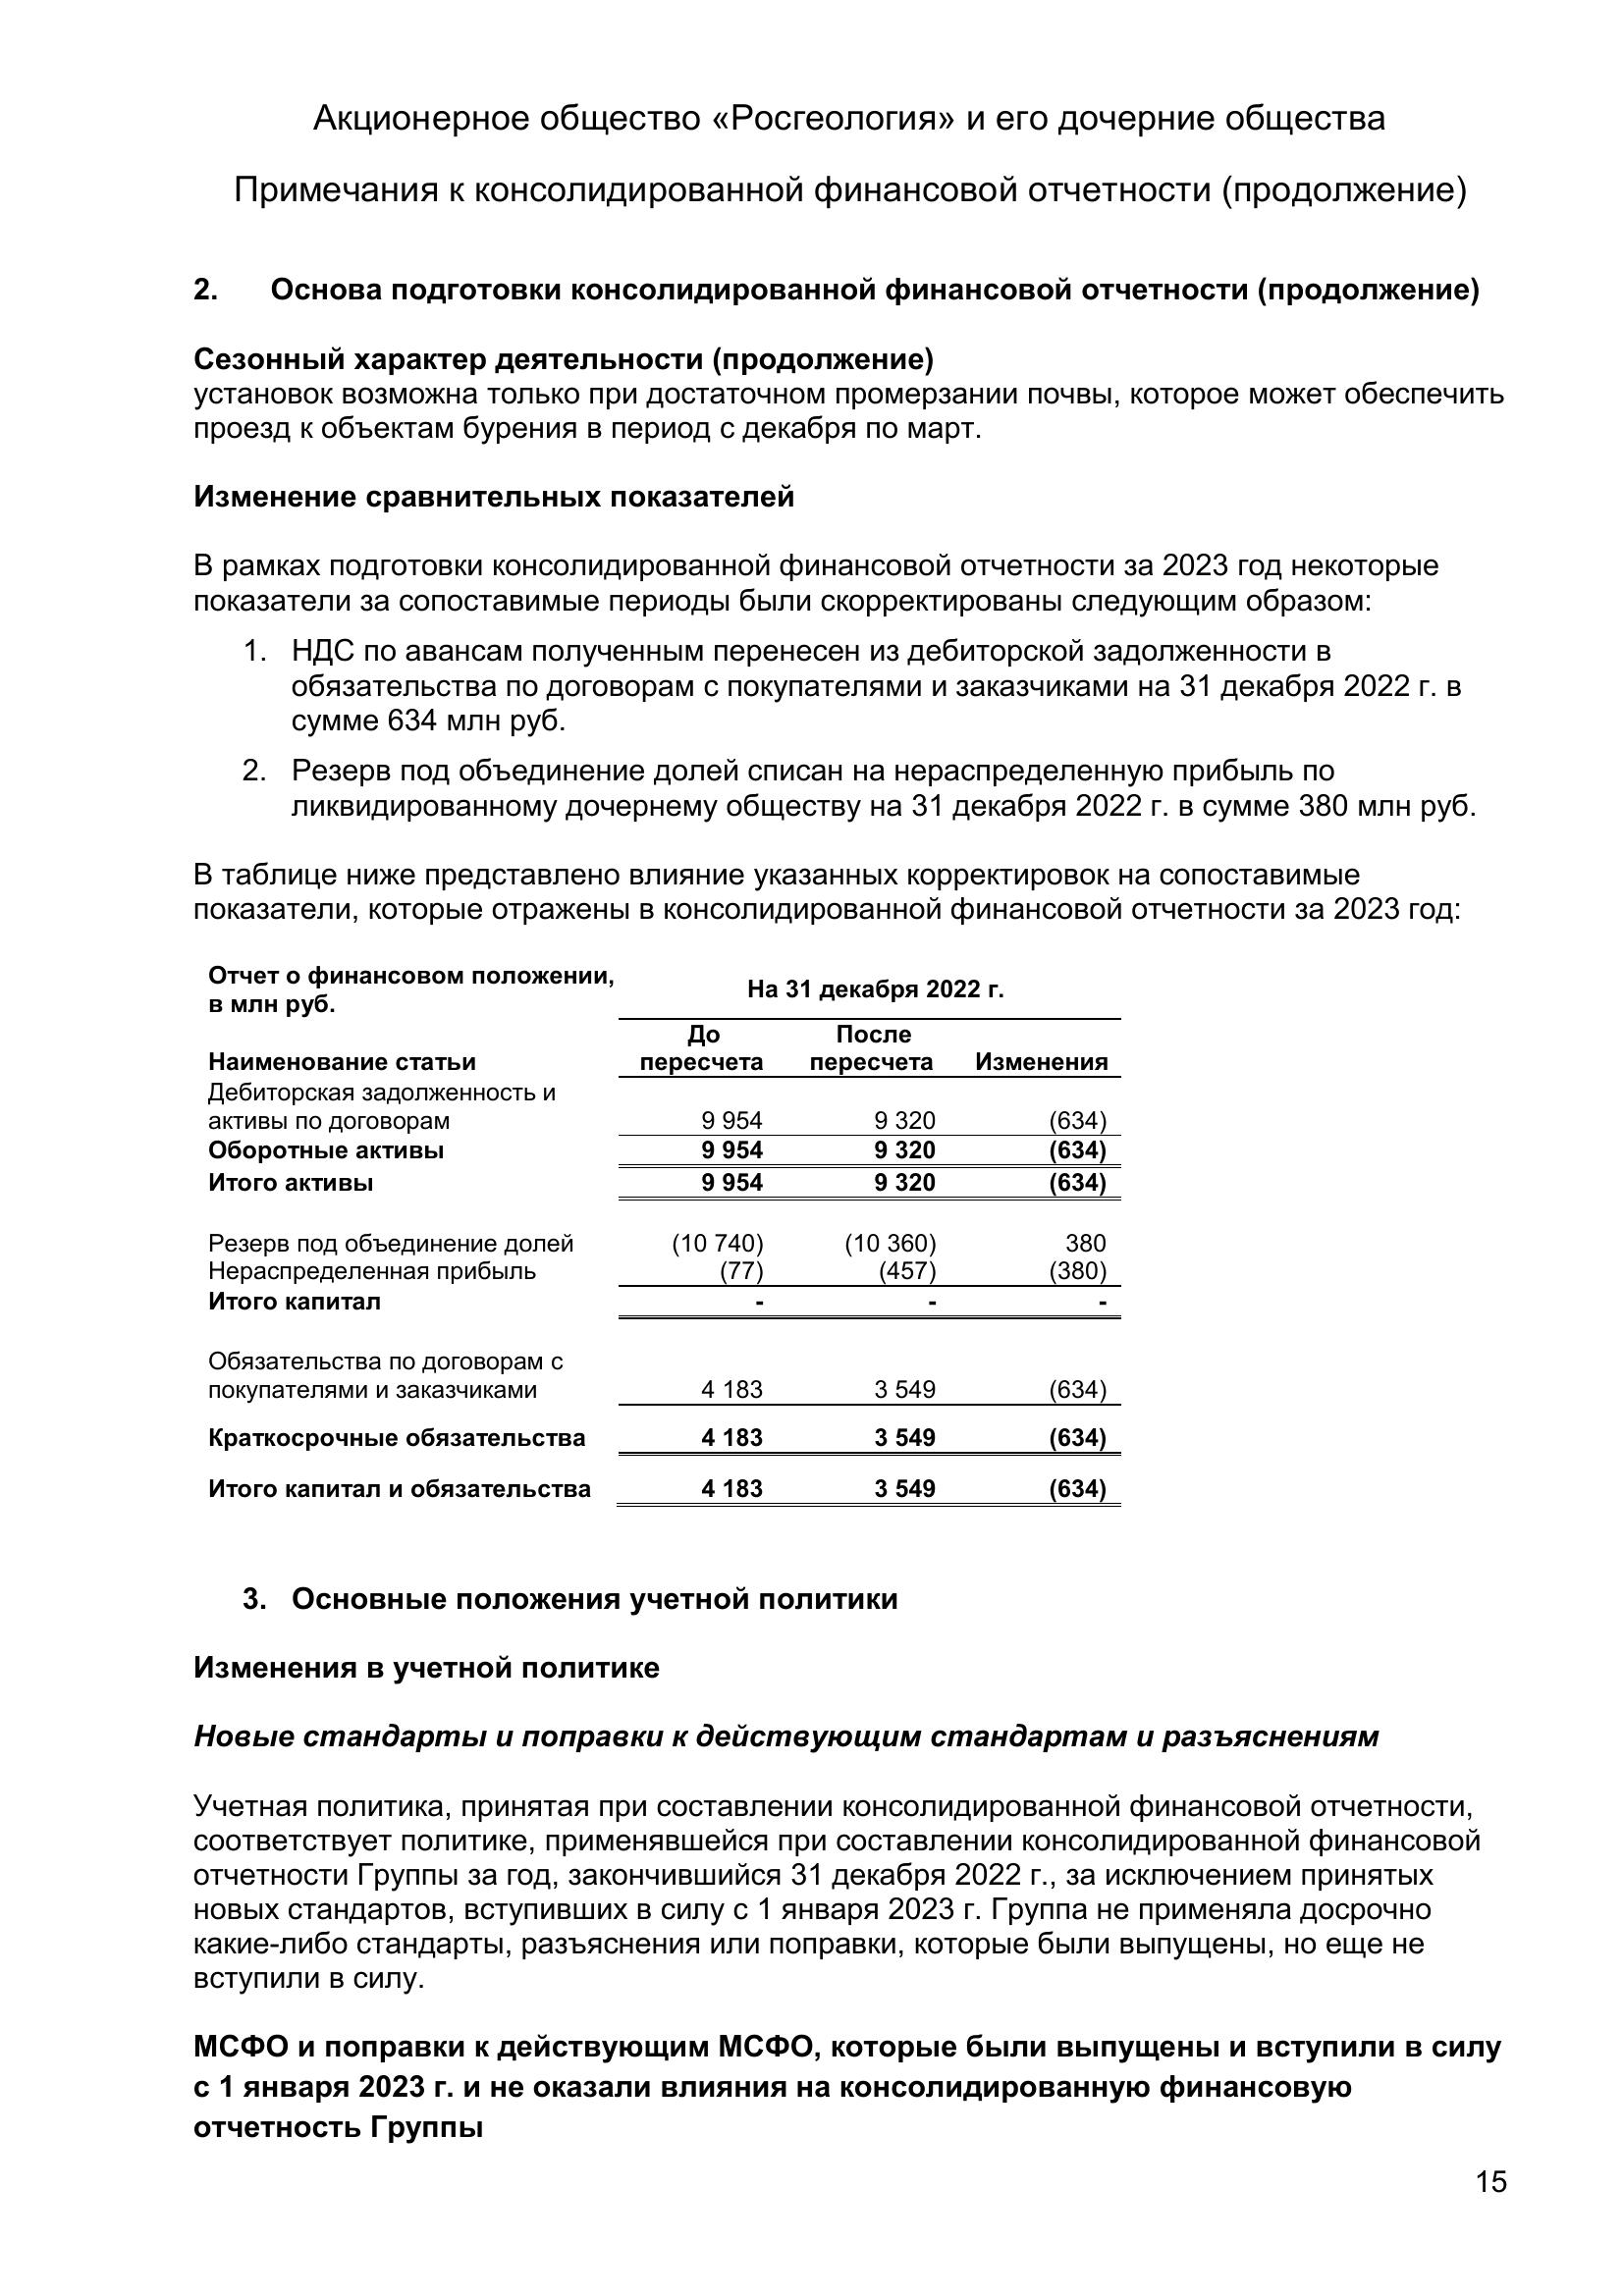 Акционерное общество «Росгеология» и его дочерние общества
Примечания к консолидированной финансовой отчетности (продолжение)
2. Основа подготовки консолидированной финансовой отчетности (продолжение)
Сезонный характер деятельности (продолжение)
установок возможна только при достаточном промерзании почвы, которое может обеспечить
проезд к объектам бурения в период с декабря по март.
Изменение сравнительных показателей
В рамках подготовки консолидированной финансовой отчетности за 2023 год некоторые
показатели за сопоставимые периоды были скорректированы следующим образом:
1. НДС по авансам полученным перенесен из дебиторской задолженности в
обязательства по договорам с покупателями и заказчиками на 31 декабря 2022 г. в
сумме 634 млн руб.
2. Резерв под объединение долей списан на нераспределенную прибыль по
ликвидированному дочернему обществу на 31 декабря 2022 г. в сумме 380 млн руб.
В таблице ниже представлено влияние указанных корректировок на сопоставимые
показатели, которые отражены в консолидированной финансовой отчетности за 2023 год:
Отчет о финансовом положении,
в млн руб.
На 31 декабря 2022 г.
До После
Наименование статьи пересчета пересчета Изменения
Дебиторская задолженность и
активы по договорам 9 954 9 320 (634)
Оборотные активы 9 954 9 320 (634)
Итого активы 9 954 9 320 (634)
Резерв под объединение долей (10 740) (10 360) 380
Нераспределенная прибыль (77) (457) (380)
Итого капитал - - -
Обязательства по договорам с
покупателями и заказчиками 4 183 3 549 (634)
Краткосрочные обязательства 4 183 3 549 (634)
Итого капитал и обязательства 4 183 3 549 (634)
3. Основные положения учетной политики
Изменения в учетной политике
Новые стандарты и поправки к действующим стандартам и разъяснениям
Учетная политика, принятая при составлении консолидированной финансовой отчетности,
соответствует политике, применявшейся при составлении консолидированной финансовой
отчетности Группы за год, закончившийся 31 декабря 2022 г., за исключением принятых
новых стандартов, вступивших в силу с 1 января 2023 г. Группа не применяла досрочно
какие-либо стандарты, разъяснения или поправки, которые были выпущены, но еще не
вступили в силу.
МСФО и поправки к действующим МСФО, которые были выпущены и вступили в силу
с 1 января 2023 г. и не оказали влияния на консолидированную финансовую
отчетность Группы
15